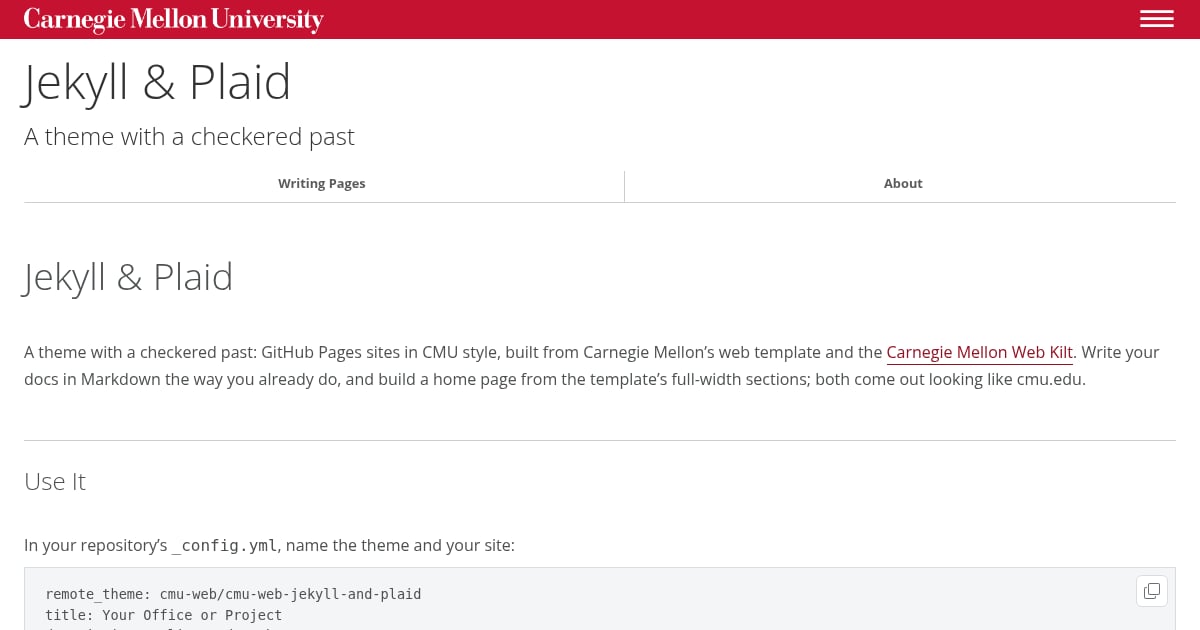 Carnegie Mellon University
Jekyll & Plaid
A theme with a checkered past
Writing Pages
About
Jekyll & Plaid
A theme with a checkered past: GitHub Pages sites in CMU style, built from Carnegie Mellon’s web template and the Carnegie Mellon Web Kilt. Write your
docs in Markdown the way you already do, and build a home page from the template’s full-width sections; both come out looking like cmu.edu.
Use It
In your repository’s _config.yml, name the theme and your site:
remote_theme: cmu-web/cmu-web-jekyll-and-plaid
title: Your Office or Project